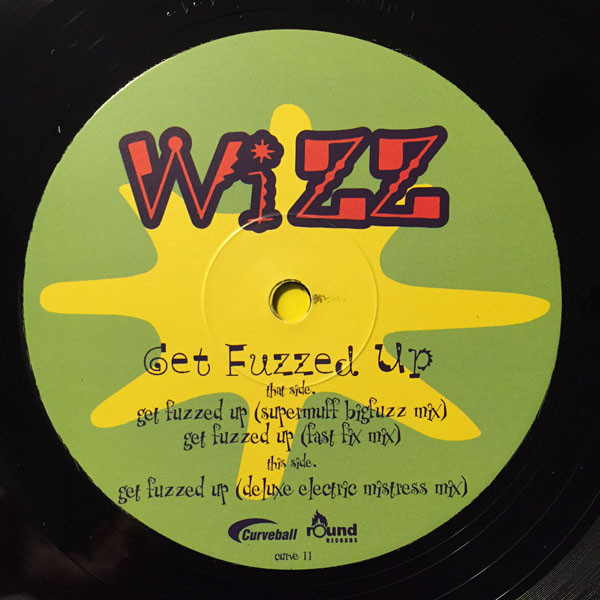 WiZZ
Get Fuzzed Up
that side.
get fuzzed up (supermuff bigfuzz mix)
get fuzzed up (fast fix mix)
this side.
get fuzzed up (deluxe electric mistress mix)
Curveball
round
RECORDS
curve 11